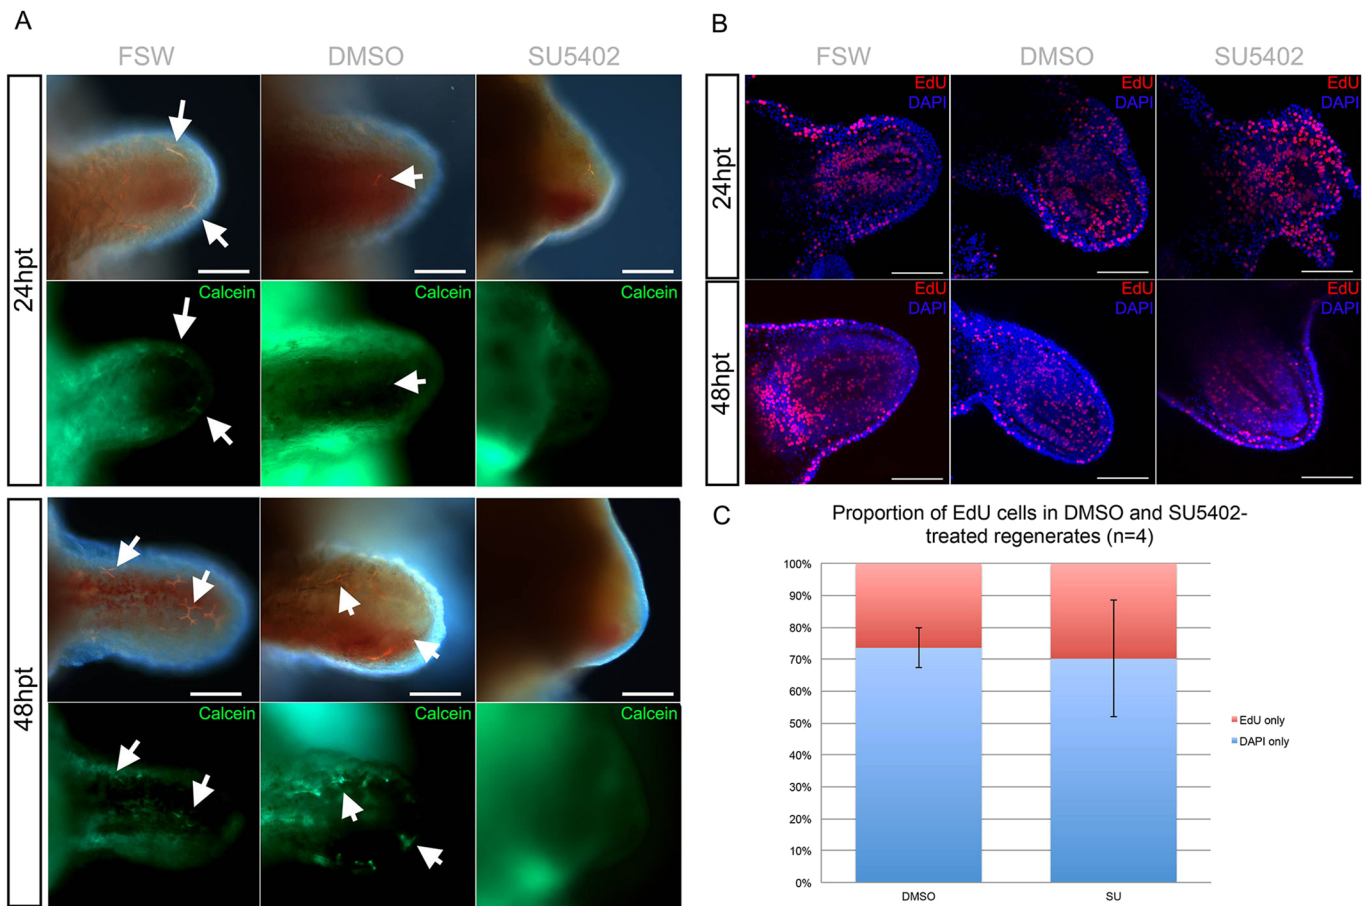 A
FSW DMSO SU5402
24hpt
Calcein Calcein Calcein
48hpt
Calcein Calcein Calcein
B
FSW DMSO SU5402
24hpt
EdU EdU EdU
DAPI DAPI DAPI
48hpt
EdU EdU EdU
DAPI DAPI DAPI
C
Proportion of EdU cells in DMSO and SU5402-
treated regenerates (n=4)
100%
90%
80%
70%
60%
50%
40%
30%
20%
10%
0%
DMSO SU
EdU only
DAPI only